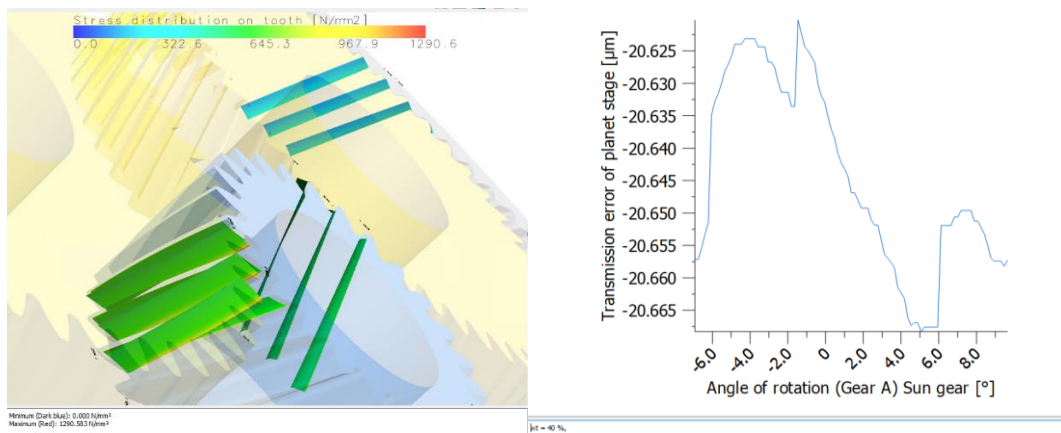 Stress distribution on tooth [N/mm2]
0.0 322.6 645.3 967.9 1290.6
Minimum (Dark blue): 0.000 N/mm²
Maximum (Red): 1290.583 N/mm²
Transmission error of planet stage [µm]
-20.625
-20.630
-20.635
-20.640
-20.645
-20.650
-20.655
-20.660
-20.665
-6.0 -4.0 -2.0 0 2.0 4.0 6.0 8.0
Angle of rotation (Gear A) Sun gear [°]
= 40 %,